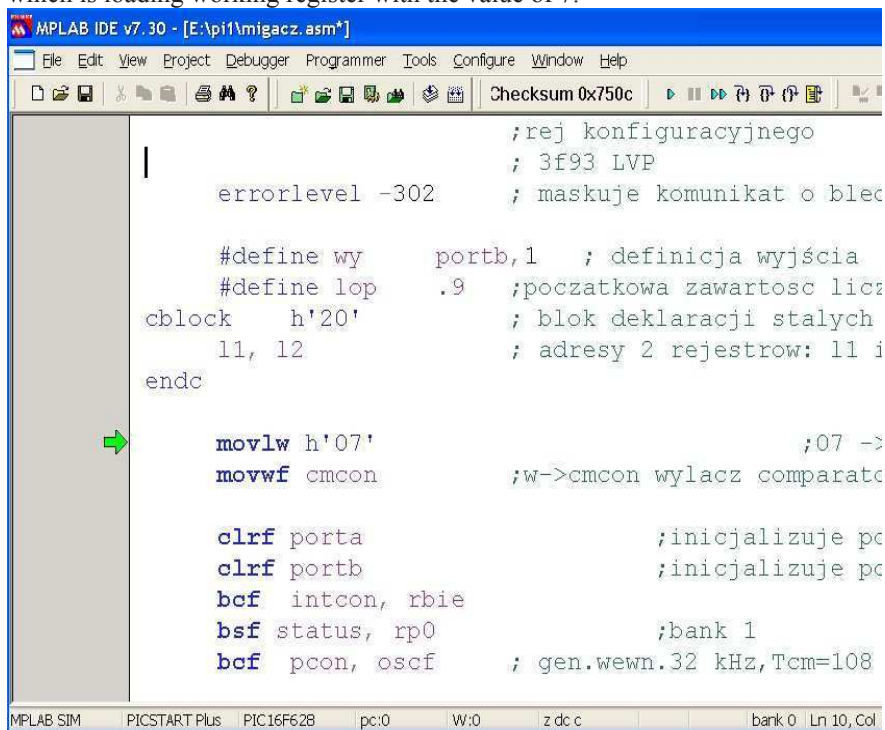 which is loading working register with the value of 7.
MPLAB IDE v7.30 - [E:\pi1\migacz.asm*]
File Edit View Project Debugger Programmer Tools Configure Window Help
Checksum 0x750c
;rej konfiguracyjnego
; 3f93 LVP
errorlevel -302 ; maskuje komunikat o
#define wy portb,1 ; definicja wyjścia
#define lop .9 ;poczatkowa zawartosc
cblock h'20' ; blok deklaracji stalych
l1, l2 ; adresy 2 rejestrow: l1
endc
movlw h'07' ;07 ->
movwf cmcon ;w->cmcon wylacz
clrf porta ;inicjalizuje
clrf portb ;inicjalizuje
bcf intcon, rbie
bsf status, rp0 ;bank 1
bcf pcon, oscf ; gen.wewn.32 kHz,Tcm=108
MPLAB SIM PICSTART Plus PIC16F628 pc:0 W:0 z dc c bank 0 Ln 10, Col